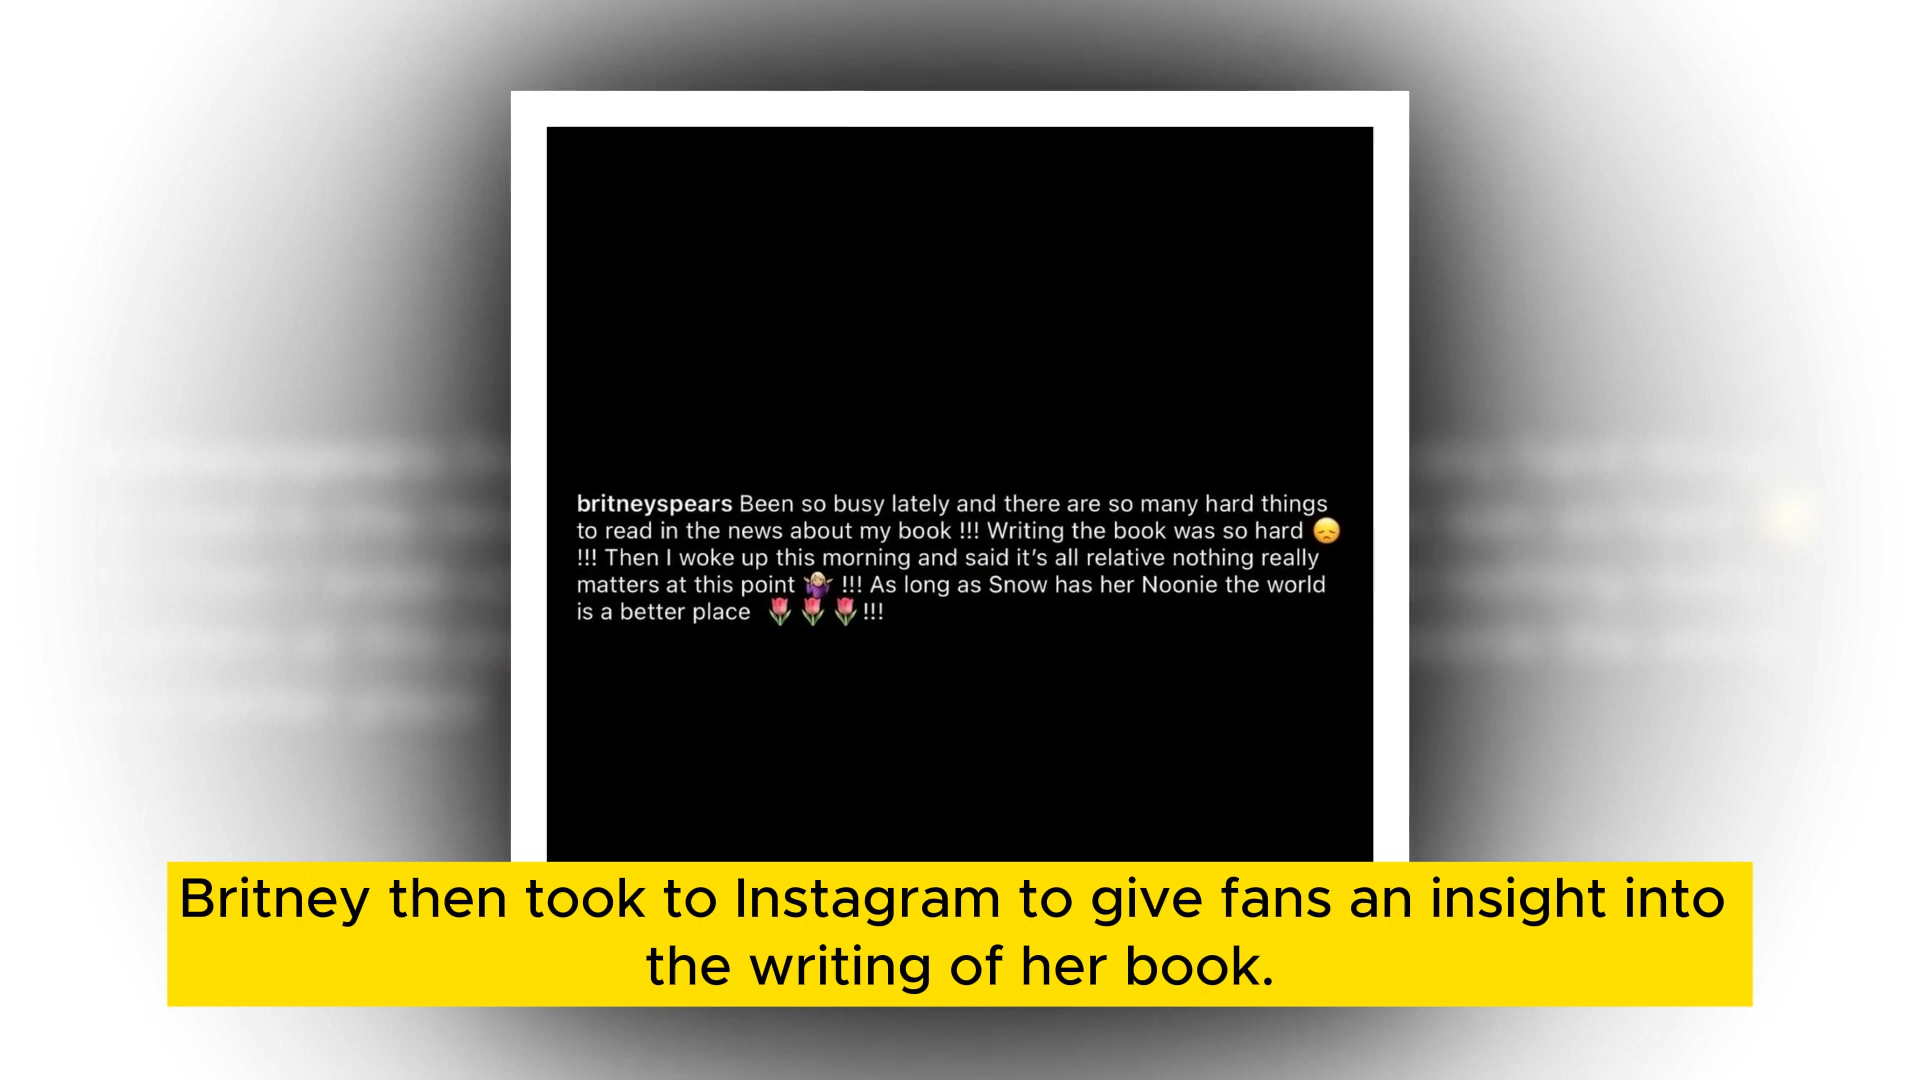 britneyspears Been so busy lately and there are so many hard things
to read in the news about my book !!! Writing the book was so hard 😞
!!! Then I woke up this morning and said it’s all relative nothing really
matters at this point 🤷🏼‍♀️ !!! As long as Snow has her Noonie the world
is a better place 🌷🌷🌷!!!
Britney then took to Instagram to give fans an insight into
the writing of her book.